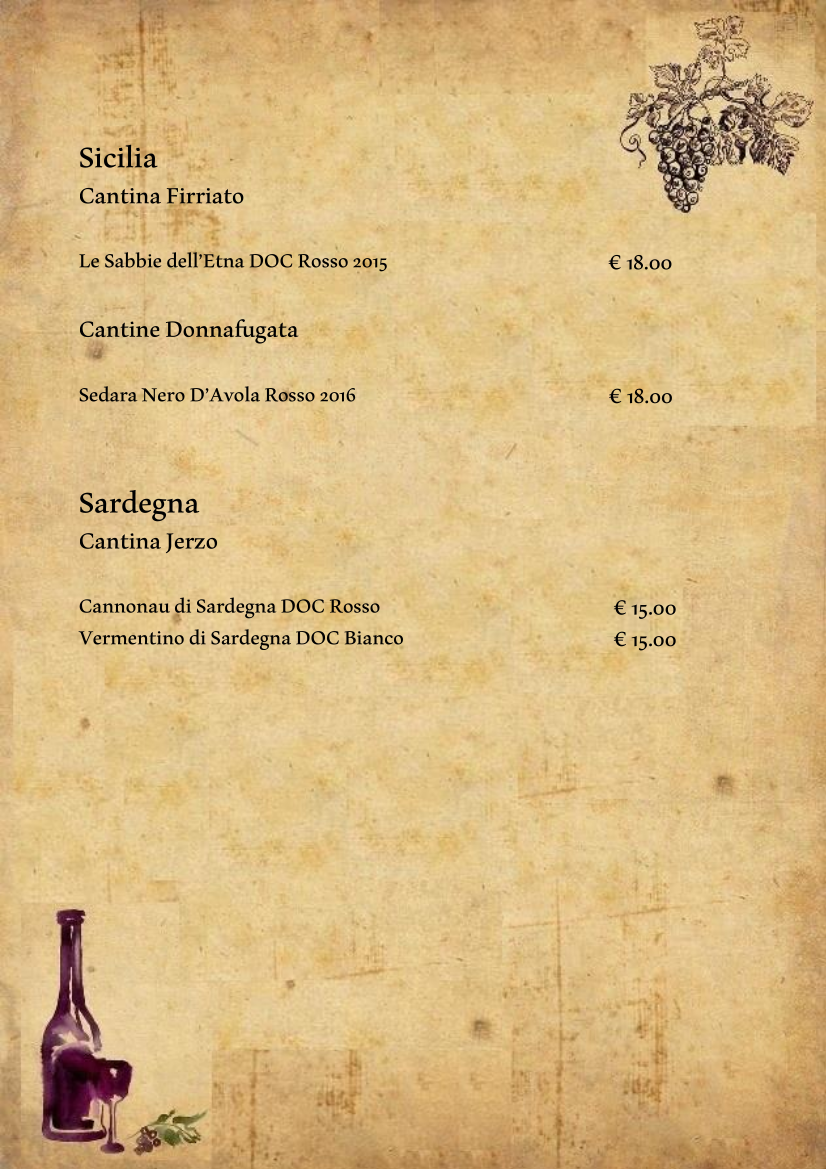 Sicilia
Cantina Firriato
Le Sabbie dell'Etna DOC Rosso 2015 € 18.00
Cantine Donnafugata
Sedara Nero D'Avola Rosso 2016 € 18.00
Sardegna
Cantina Jerzo
Cannonau di Sardegna DOC Rosso € 15.00
Vermentino di Sardegna DOC Bianco € 15.00